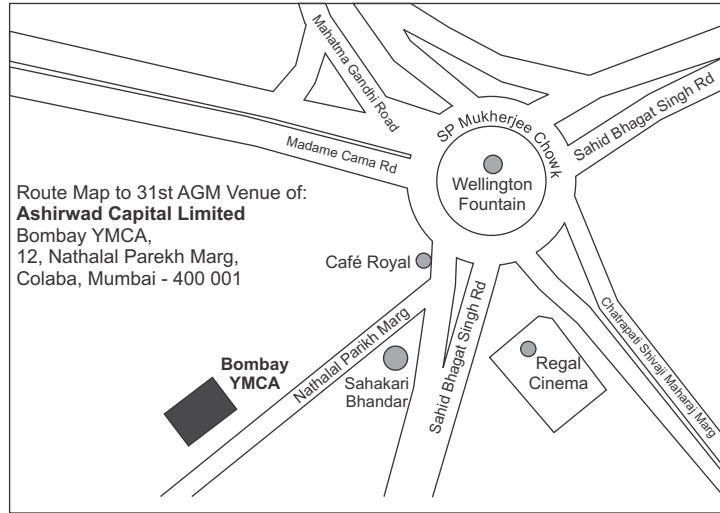 Mahatma Gandhi Road
SP Mukherjee Chowk
Sahid Bhagat Singh Rd
Madame Cama Rd
Wellington
Fountain
Route Map to 31st AGM Venue of:
Ashirwad Capital Limited
Bombay YMCA,
12, Nathalal Parekh Marg,
Colaba, Mumbai - 400 001
Café Royal
Nathalal Parikh Marg
Sahid Bhagat Singh Rd
Chatrapati Shivaji Maharaj Marg
Bombay
YMCA
Sahakari
Bhandar
Regal
Cinema